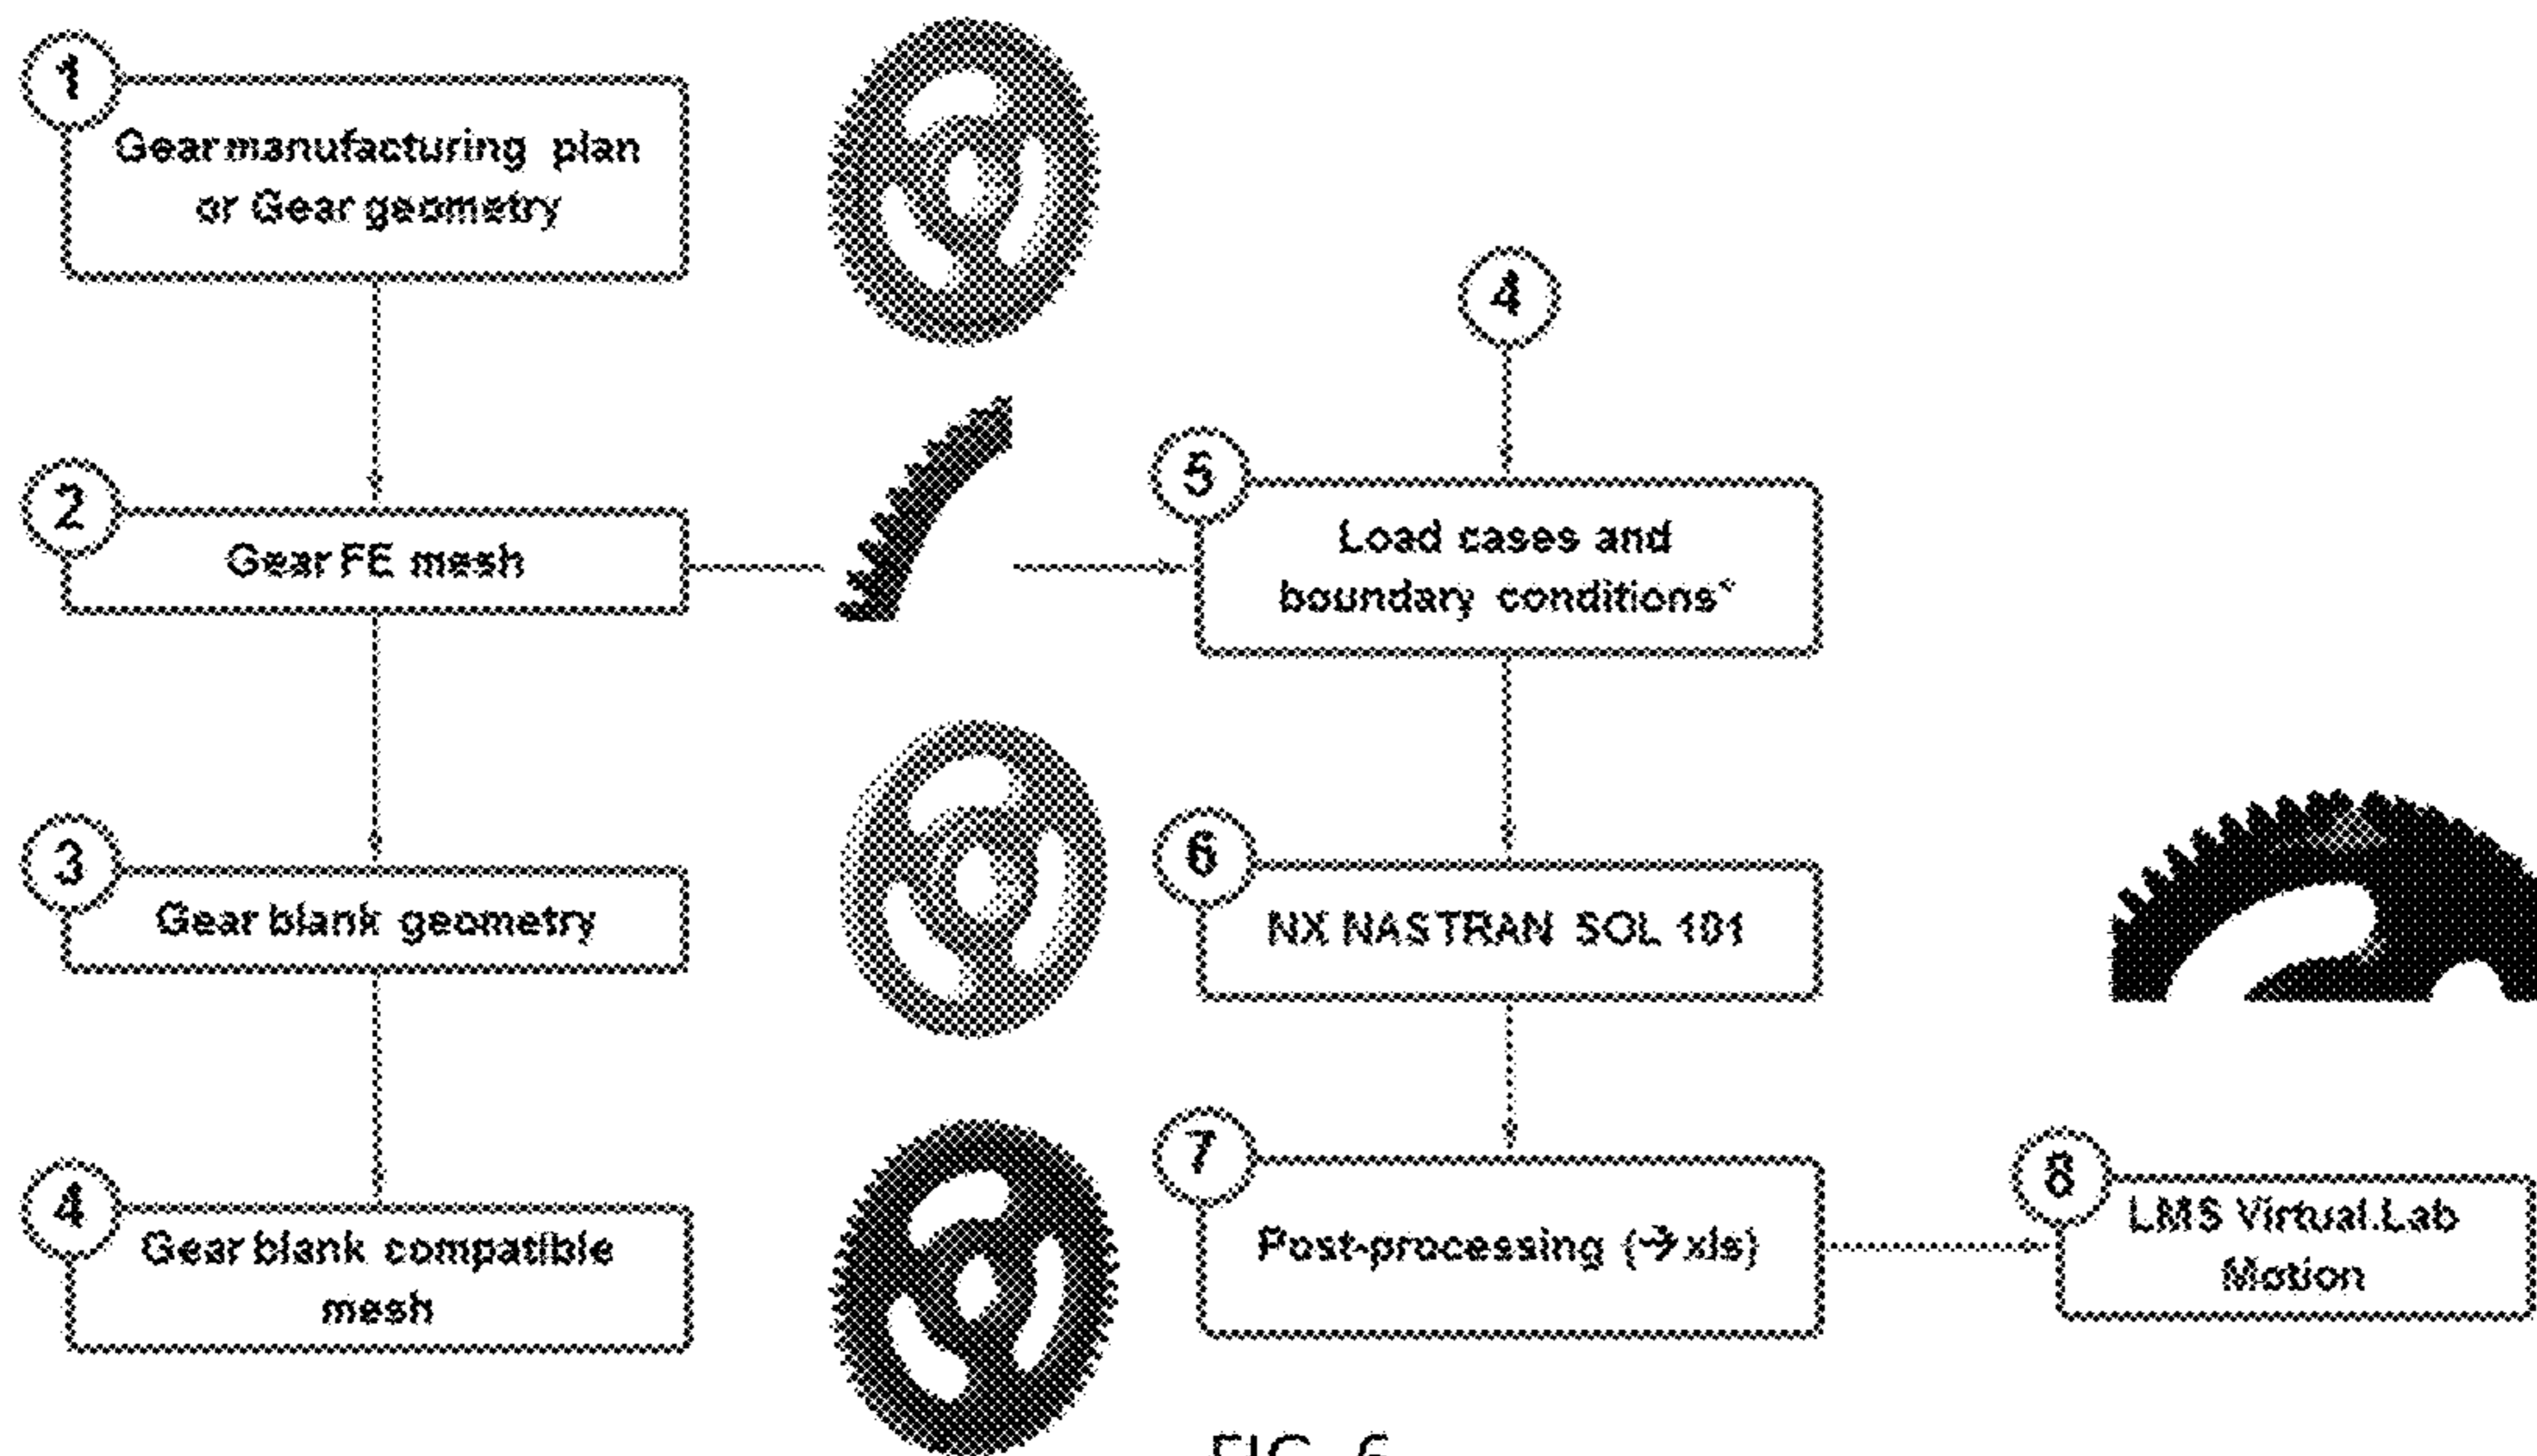 1
Gear manufacturing plan
or Gear geometry
2
Gear FE mesh
3
Gear blank geometry
4
Gear blank compatible
mesh
4
5
Load cases and
boundary conditions*
6
NX NASTRAN SOL 101
7
Post-processing (→xls)
8
LMS Virtual.Lab
Motion
FIG. 6